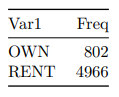 Var1 Freq
OWN 802
RENT 4966